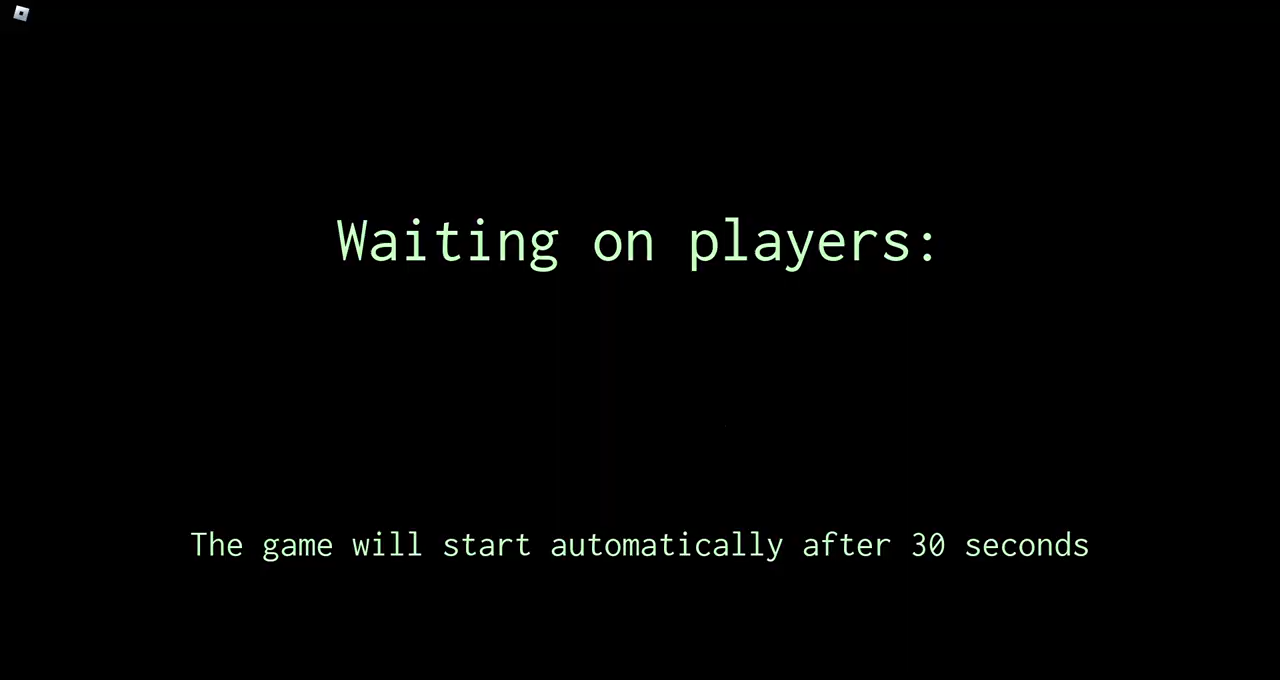 Waiting on players:
The game will start automatically after 30 seconds